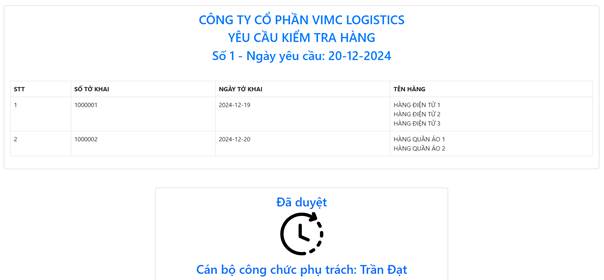 CÔNG TY CỔ PHẦN VIMC LOGISTICS
YÊU CẦU KIỂM TRA HÀNG
Số 1 - Ngày yêu cầu: 20-12-2024
STT SỐ TỜ KHAI NGÀY TỜ KHAI TÊN HÀNG
1 1000001 2024-12-19 HÀNG ĐIỆN TỬ 1
HÀNG ĐIỆN TỬ 2
HÀNG ĐIỆN TỬ 3
2 1000002 2024-12-20 HÀNG QUẦN ÁO 1
HÀNG QUẦN ÁO 2
Đã duyệt
Cán bộ công chức phụ trách: Trần Đạt